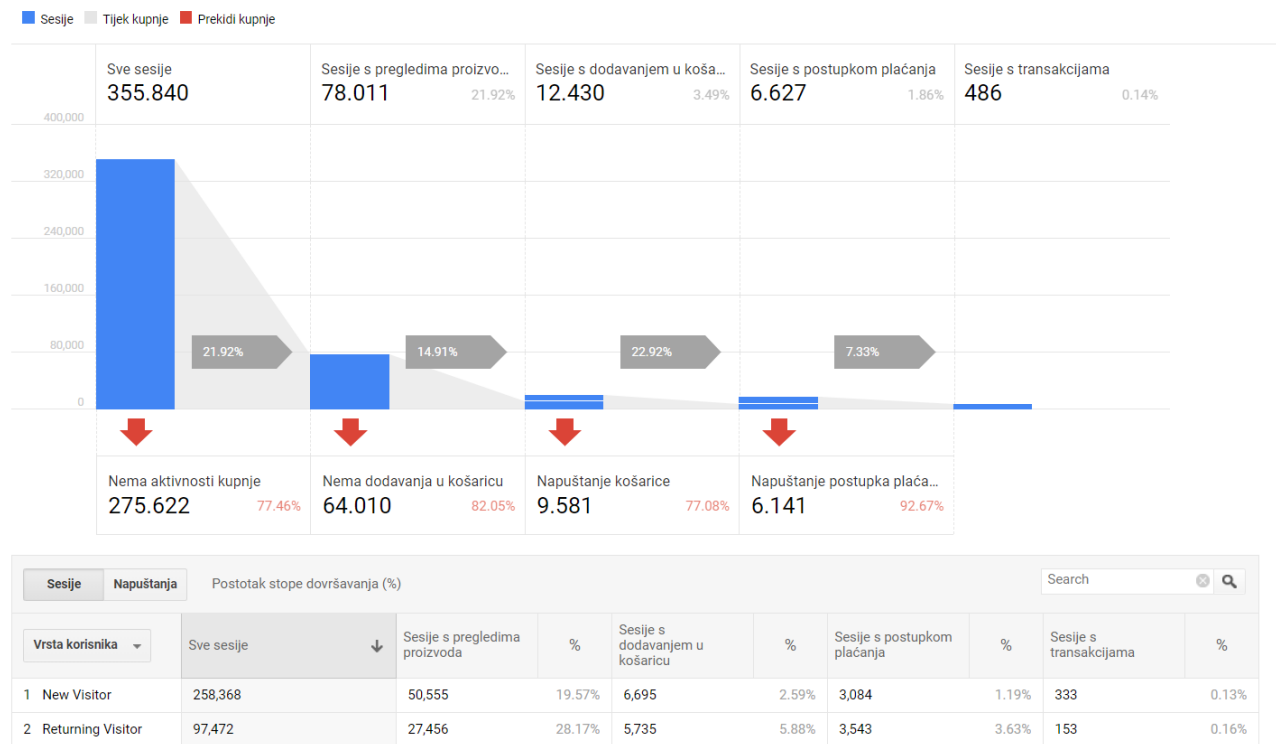 Sesije Tijek kupnje Prekidi kupnje
Sve sesije
355.840
Sesije s pregledima proizvo...
78.011 21.92%
Sesije s dodavanjem u koša...
12.430 3.49%
Sesije s postupkom plaćanja
6.627 1.86%
Sesije s transakcijama
486 0.14%
400,000
320,000
240,000
160,000
80,000
0
21.92%
14.91%
22.92%
7.33%
Nema aktivnosti kupnje
275.622 77.46%
Nema dodavanja u košaricu
64.010 82.05%
Napuštanje košarice
9.581 77.08%
Napuštanje postupka plaća...
6.141 92.67%
Sesije Napuštanja Postotak stope dovršavanja (%) Search
Vrsta korisnika
Sve sesije
Sesije s pregledima
proizvoda
%
Sesije s
dodavanjem u
košaricu
%
Sesije s postupkom
plaćanja
%
Sesije s
transakcijama
%
1 New Visitor 258,368 50,555 19.57% 6,695 2.59% 3,084 1.19% 333 0.13%
2 Returning Visitor 97,472 27,456 28.17% 5,735 5.88% 3,543 3.63% 153 0.16%